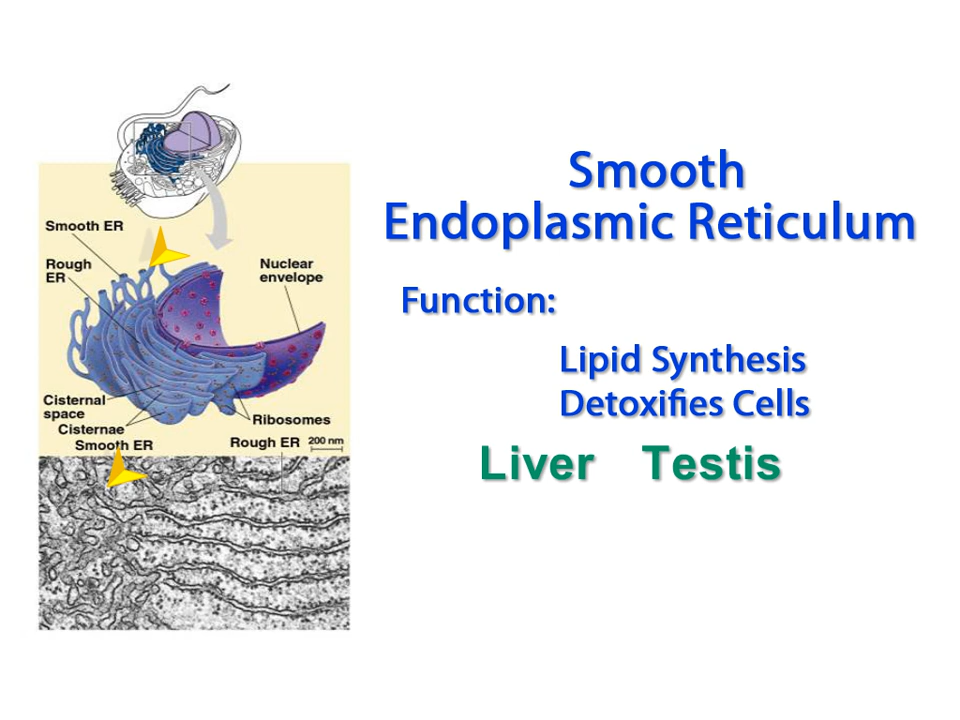 Smooth
Endoplasmic Reticulum
Function:
Lipid Synthesis
Detoxifies Cells
Liver Testis
Smooth ER
Rough
ER
Nuclear
envelope
Cisternal
space
Cisternae
Ribosomes
Smooth ER
Rough ER
200 nm